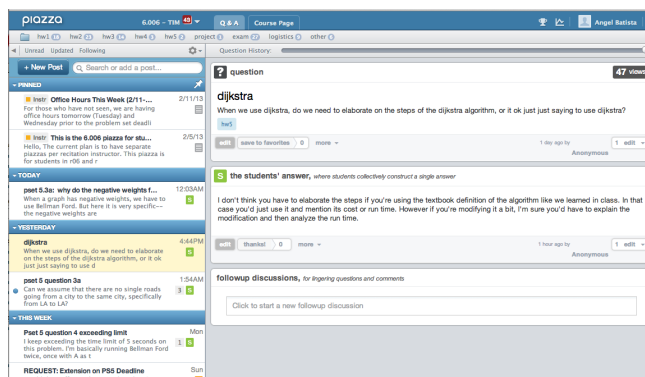 piazza 6.006 – TIM 49 Q & A Course Page Angel Batista
hw1 hw2 hw3 hw4 hw5 project exam logistics other
Unread Updated Following
Question History:
+ New Post
Search or add a post...
PINNED
Instr Office Hours This Week (2/11-... 2/11/13
For those who have not seen, we are having
office hours tomorrow (Tuesday) and
Wednesday prior to the problem set deadli
Instr This is the 6.006 piazza for stu... 2/5/13
Hello, The current plan is to have separate
piazzas per recitation instructor. This piazza is
for students in r06 and r
TODAY
pset 5.3a: why do the negative weights f... 12:03AM
When a graph has negative weights, we have to S
use Bellman Ford. But here it is very specific--
the negative weights are
YESTERDAY
dijkstra 4:44PM
When we use dijkstra, do we need to elaborate S
on the steps of the dijkstra algorithm, or it ok
just just saying to use d
pset 5 question 3a 1:54AM
Can we assume that there are no single roads 3 S
going from a city to the same city, specifically
from LA to LA?
THIS WEEK
Pset 5 question 4 exceeding limit Mon
I keep exceeding the time limit of 5 seconds on 1 S
this problem. I'm basically running Bellman Ford
twice, once with A as t
REQUEST: Extension on PS5 Deadline Sun
? question 47 views
dijkstra
When we use dijkstra, do we need to elaborate on the steps of the dijkstra algorithm, or it ok just just saying to use dijkstra?
hw5
edit save to favorites 0 more 1 day ago by 1 edit
Anonymous
S the students' answer, where students collectively construct a single answer
I don't think you have to elaborate the steps if you're using the textbook definition of the algorithm like we learned in class. In that
case you'd just use it and mention its cost or run time. However if you're modifying it a bit, I'm sure you'd have to explain the
modification and then analyze the run time.
edit thanks! 0 more 1 hour ago by 1 edit
Anonymous
followup discussions, for lingering questions and comments
Click to start a new followup discussion